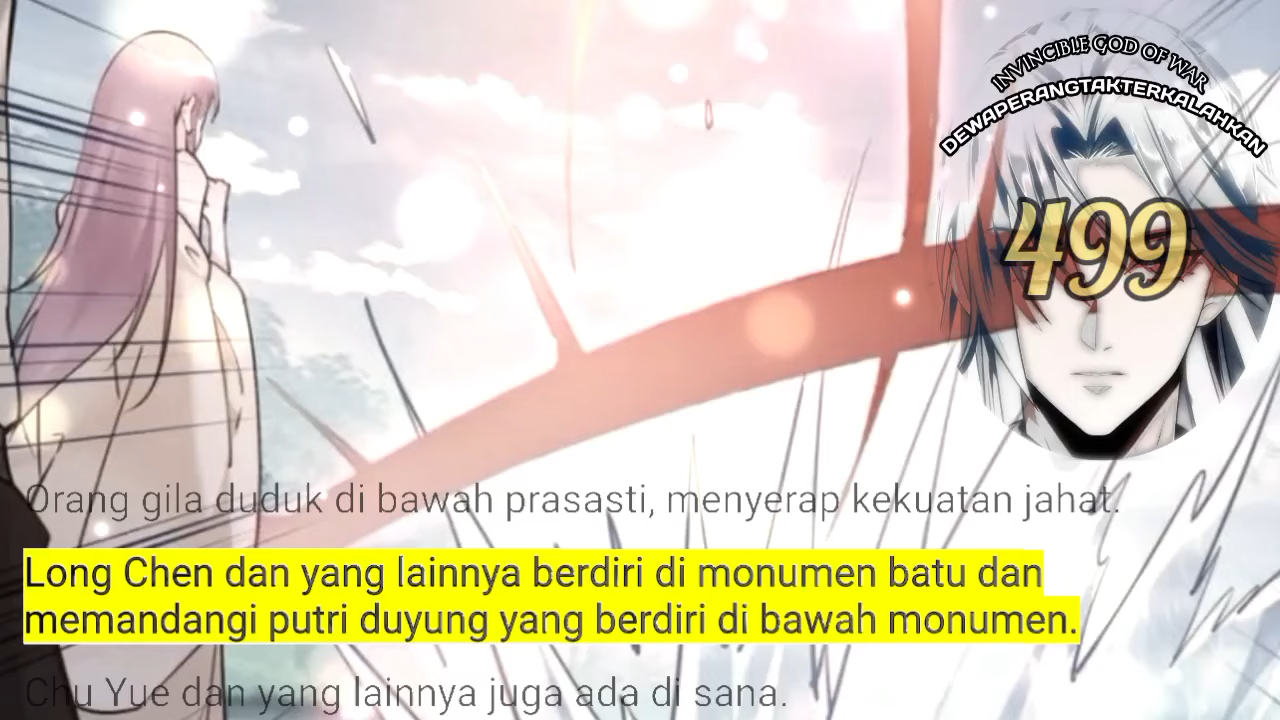 INVINCIBLE GOD OF WAR
DEWAPERANGTAKTERKALAHKAN
499
Orang gila duduk di bawah prasasti, menyerap kekuatan jahat.
Long Chen dan yang lainnya berdiri di monumen batu dan
memandangi putri duyung yang berdiri di bawah monumen.
Chu Yue dan yang lainnya juga ada di sana.